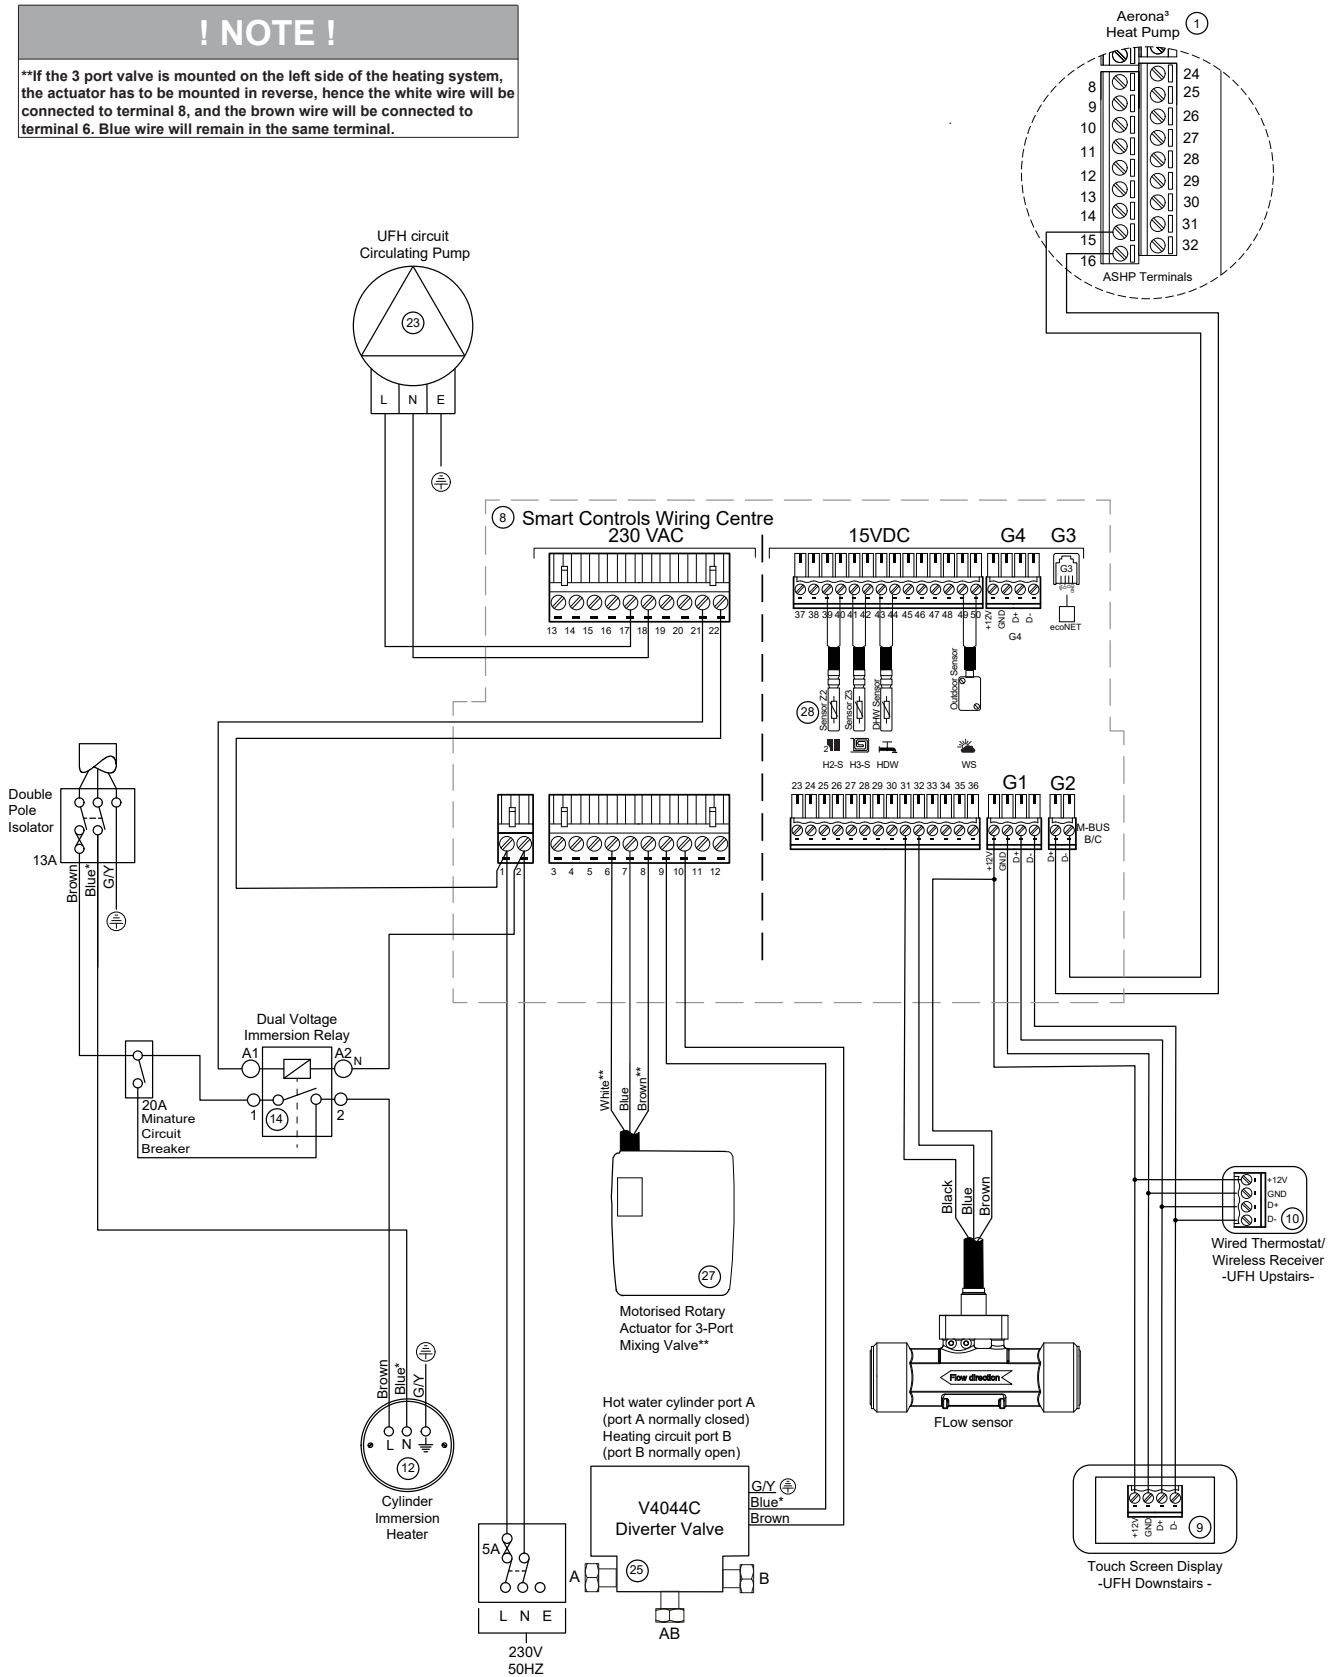 ! NOTE !
**If the 3 port valve is mounted on the left side of the heating system,
the actuator has to be mounted in reverse, hence the white wire will be
connected to terminal 8, and the brown wire will be connected to
terminal 6. Blue wire will remain in the same terminal.
Aerona³
Heat Pump
1
8
9
10
11
12
13
14
15
16
24
25
26
27
28
29
30
31
32
ASHP Terminals
UFH circuit
Circulating Pump
23
L N E
8 Smart Controls Wiring Centre
230 VAC
15VDC
G4
G3
G3
13 14 15 16 17 18 19 20 21 22
37 38 39 40 41 42 43 44 45 46 47 48 49 50
+12V
GND
D+
D-
G4
ecoNET
28
Sensor Z2
Sensor Z3
DHW Sensor
Outdoor Sensor
2
H2-S H3-S HDW
WS
Double
Pole
Isolator
13A
Brown
Blue*
G/Y
1 2
3 4 5 6 7 8 9 10 11 12
23 24 25 26 27 28 29 30 31 32 33 34 35 36
G1
G2
+12V
GND
D+
D-
D+
D-
M-BUS
B/C
Dual Voltage
Immersion Relay
A1
A2
N
1
14
2
20A
Minature
Circuit
Breaker
White**
Blue
Brown**
27
Motorised Rotary
Actuator for 3-Port
Mixing Valve**
Black
Blue
Brown
Flow direction
FLow sensor
+12V
GND
D+
D-
10
Wired Thermostat/
Wireless Receiver
-UFH Upstairs-
Brown
Blue*
G/Y
L N
12
Cylinder
Immersion
Heater
Hot water cylinder port A
(port A normally closed)
Heating circuit port B
(port B normally open)
V4044C
Diverter Valve
G/Y
Blue*
Brown
25
A
B
AB
5A
L N E
230V
50HZ
+12V
GND
D+
D-
9
Touch Screen Display
-UFH Downstairs -